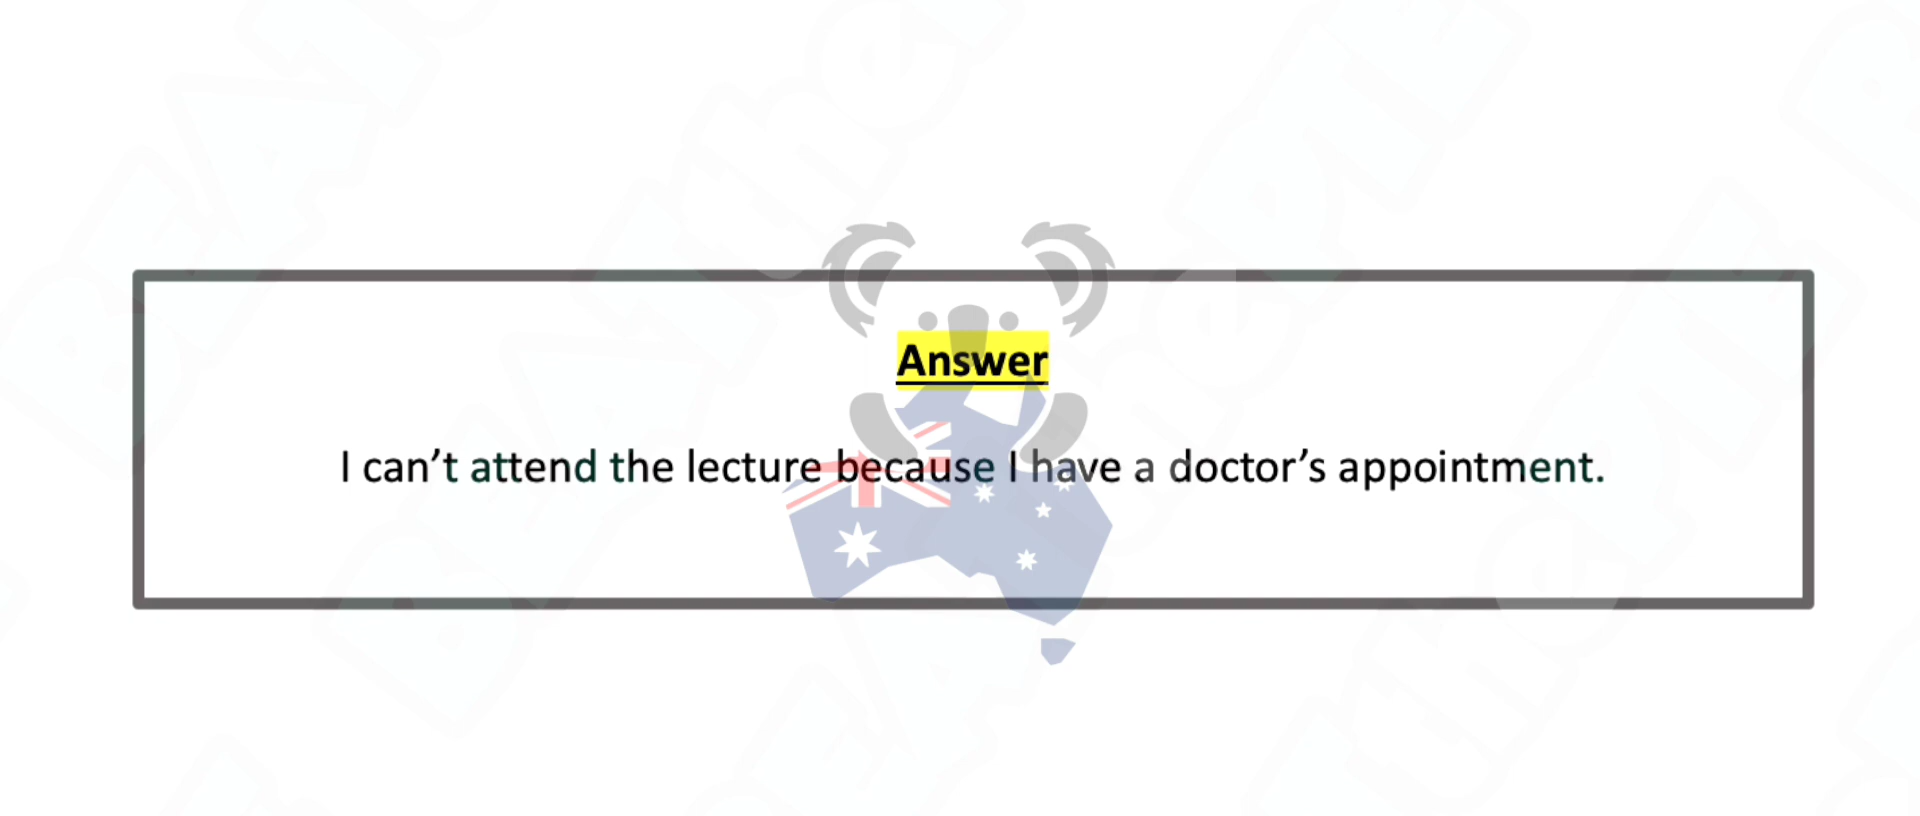 Answer
I can’t attend the lecture because I have a doctor’s appointment.